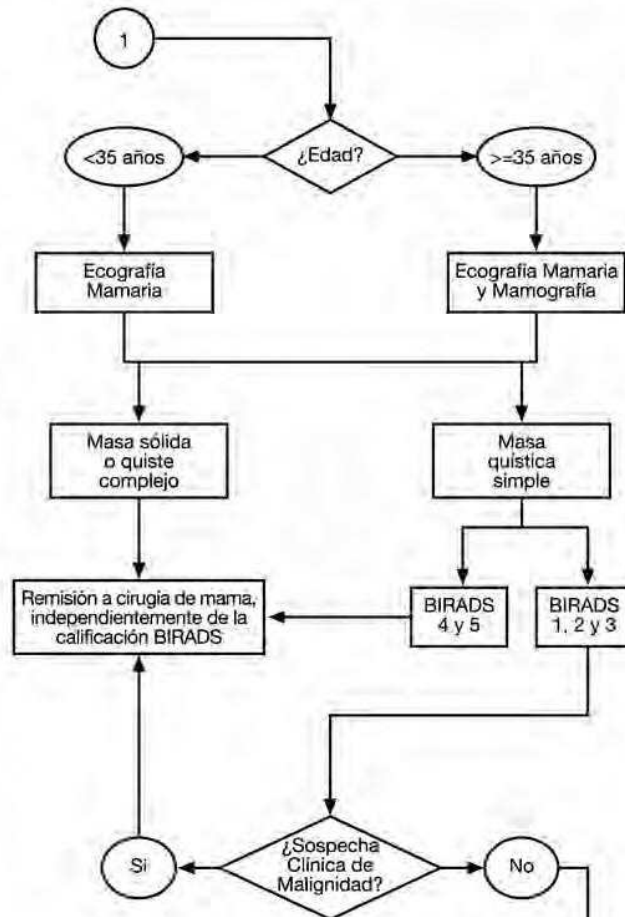 1
¿Edad?
<35 años
>=35 años
Ecografía
Mamaria
Ecografía Mamaria
y Mamografía
Masa sólida
o quiste
complejo
Masa
quística
simple
Remisión a cirugía de mama,
independientemente de la
calificación BIRADS
BIRADS
4 y 5
BIRADS
1, 2 y 3
¿Sospecha
Clínica de
Malignidad?
Si
No